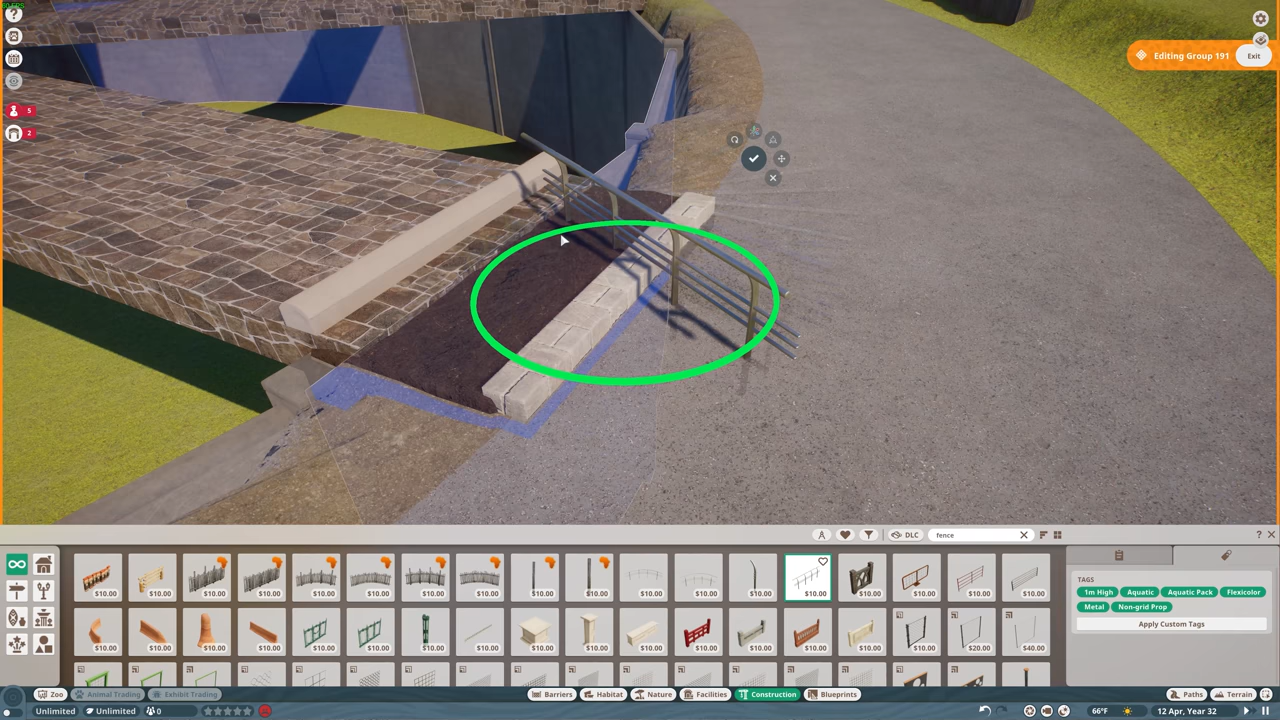 60 FPS
?
5
2
Editing Group 191
Exit
DLC
fence
?
$10.00 $10.00 $10.00 $10.00 $10.00 $10.00 $10.00 $10.00 $10.00 $10.00 $10.00 $10.00 $10.00 $10.00 $10.00 $10.00 $10.00 $10.00
$10.00 $10.00 $10.00 $10.00 $10.00 $10.00 $10.00 $10.00 $10.00 $10.00 $10.00 $10.00 $10.00 $10.00 $10.00 $10.00 $20.00 $40.00
TAGS
1m High Aquatic Aquatic Pack Flexicolor
Metal Non-grid Prop
Apply Custom Tags
Zoo Animal Trading Exhibit Trading Barriers Habitat Nature Facilities Construction Blueprints Paths Terrain
Unlimited Unlimited 0 66°F 12 Apr, Year 32